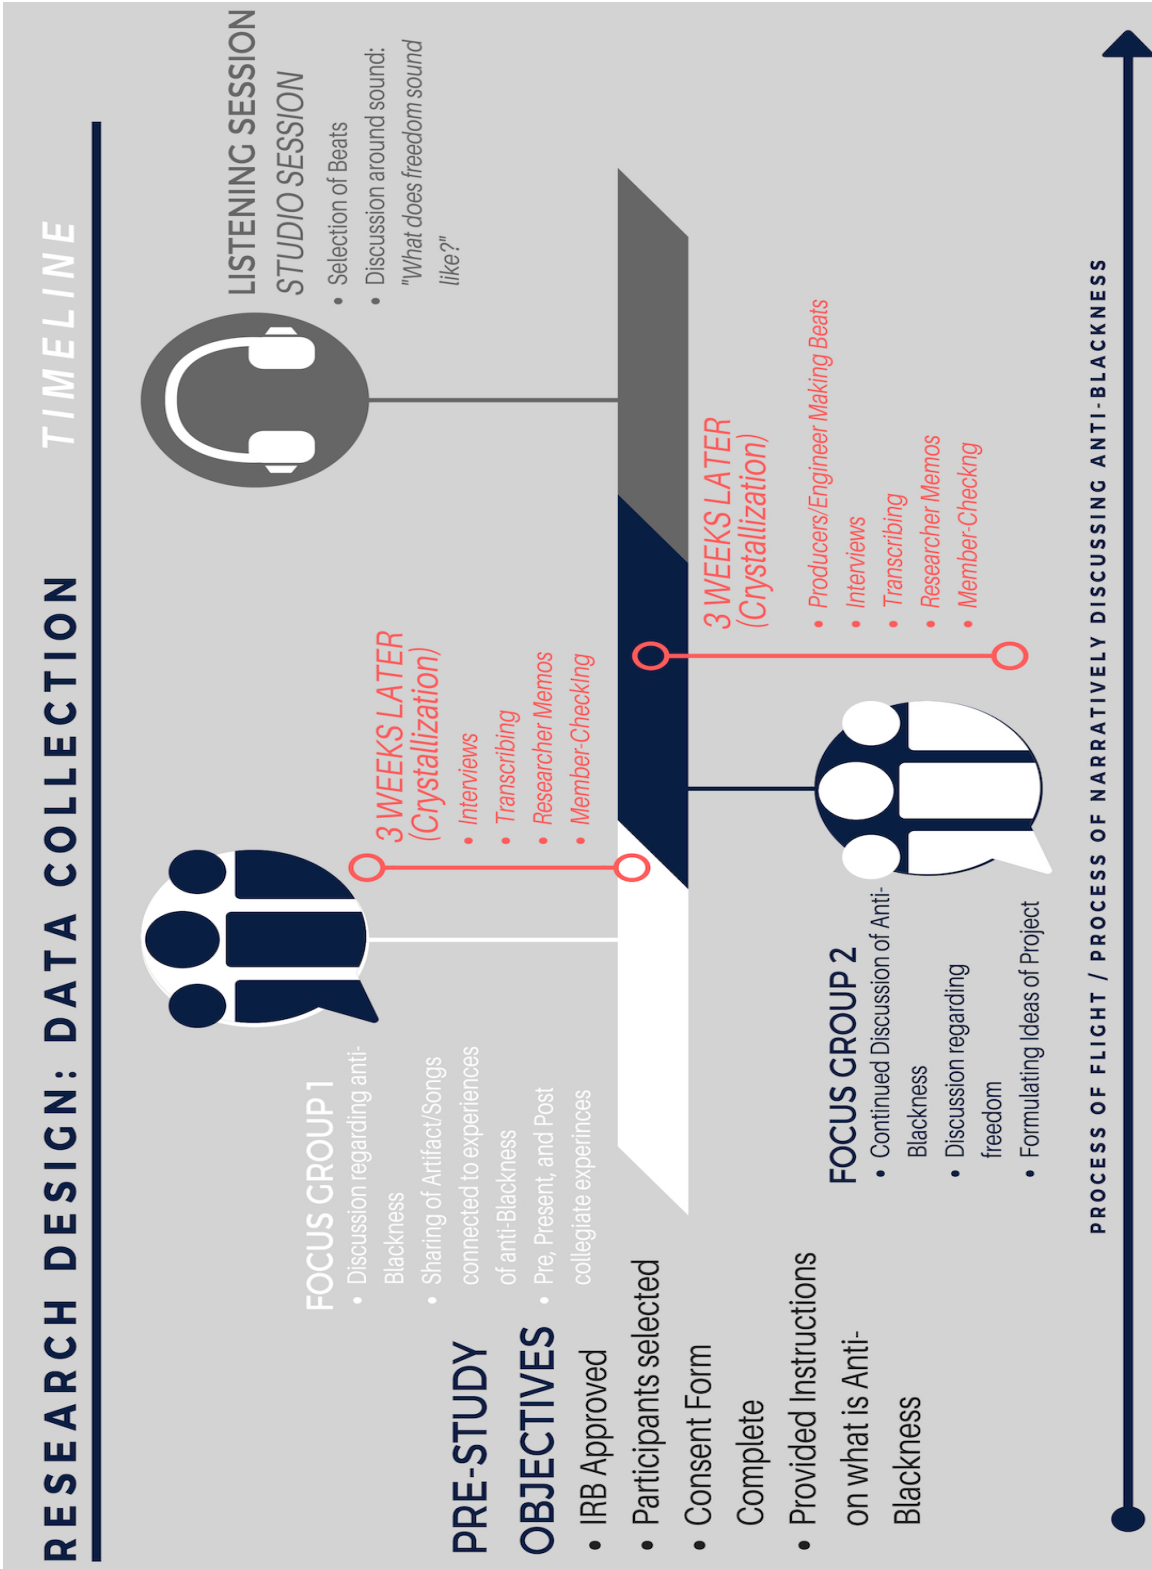 RESEARCH DESIGN: DATA COLLECTION TIMELINE
PRE-STUDY
OBJECTIVES
• IRB Approved
• Participants selected
• Consent Form
Complete
• Provided Instructions
on what is Anti-
Blackness
FOCUS GROUP 1
• Discussion regarding anti-
Blackness
• Sharing of Artifact/Songs
connected to experiences
of anti-Blackness
• Pre, Present, and Post
collegiate experinces
3 WEEKS LATER
(Crystallization)
• Interviews
• Transcribing
• Researcher Memos
• Member-CheckIng
FOCUS GROUP 2
• Continued Discussion of Anti-
Blackness
• Discussion regarding
freedom
• Formulating Ideas of Project
3 WEEKS LATER
(Crystallization)
• Producers/Engineer Making Beats
• Interviews
• Transcribing
• Researcher Memos
• Member-Checkng
LISTENING SESSION
STUDIO SESSION
• Selection of Beats
• Discussion around sound:
"What does freedom sound
like?"
PROCESS OF FLIGHT / PROCESS OF NARRATIVELY DISCUSSING ANTI-BLACKNESS